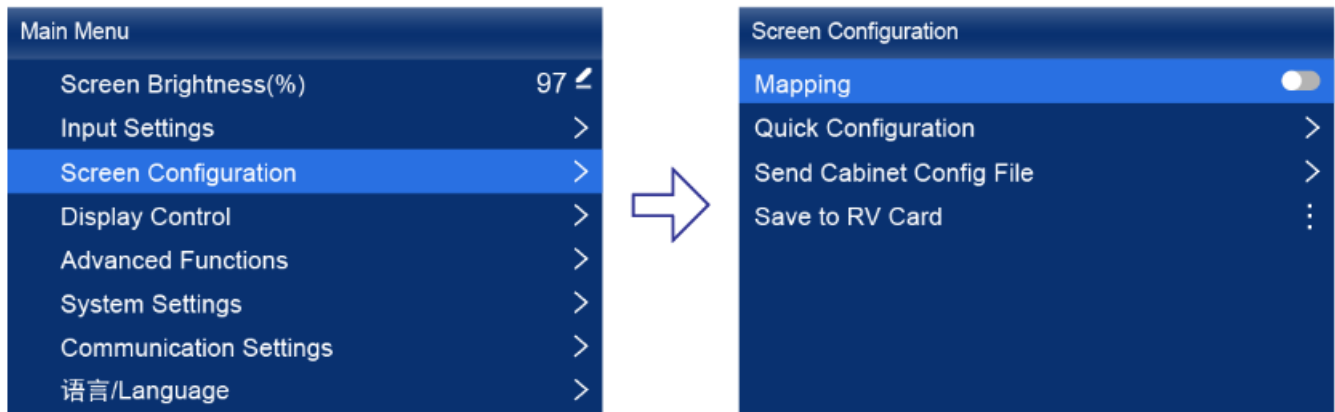 Main Menu
Screen Brightness(%) 97
Input Settings
Screen Configuration
Display Control
Advanced Functions
System Settings
Communication Settings
语言/Language
Screen Configuration
Mapping
Quick Configuration
Send Cabinet Config File
Save to RV Card